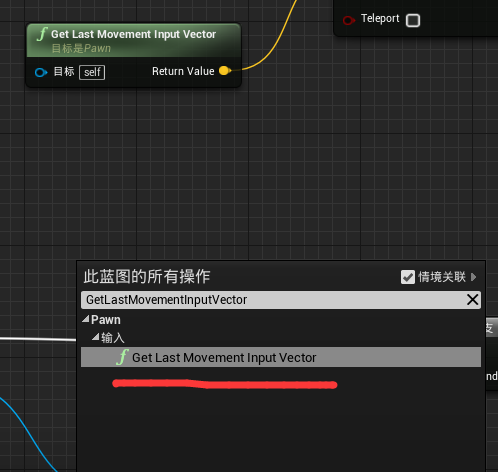 Teleport
Get Last Movement Input Vector
目标是Pawn
目标 self Return Value
此蓝图的所有操作 情境关联
GetLastMovementInputVector
Pawn
输入
Get Last Movement Input Vector